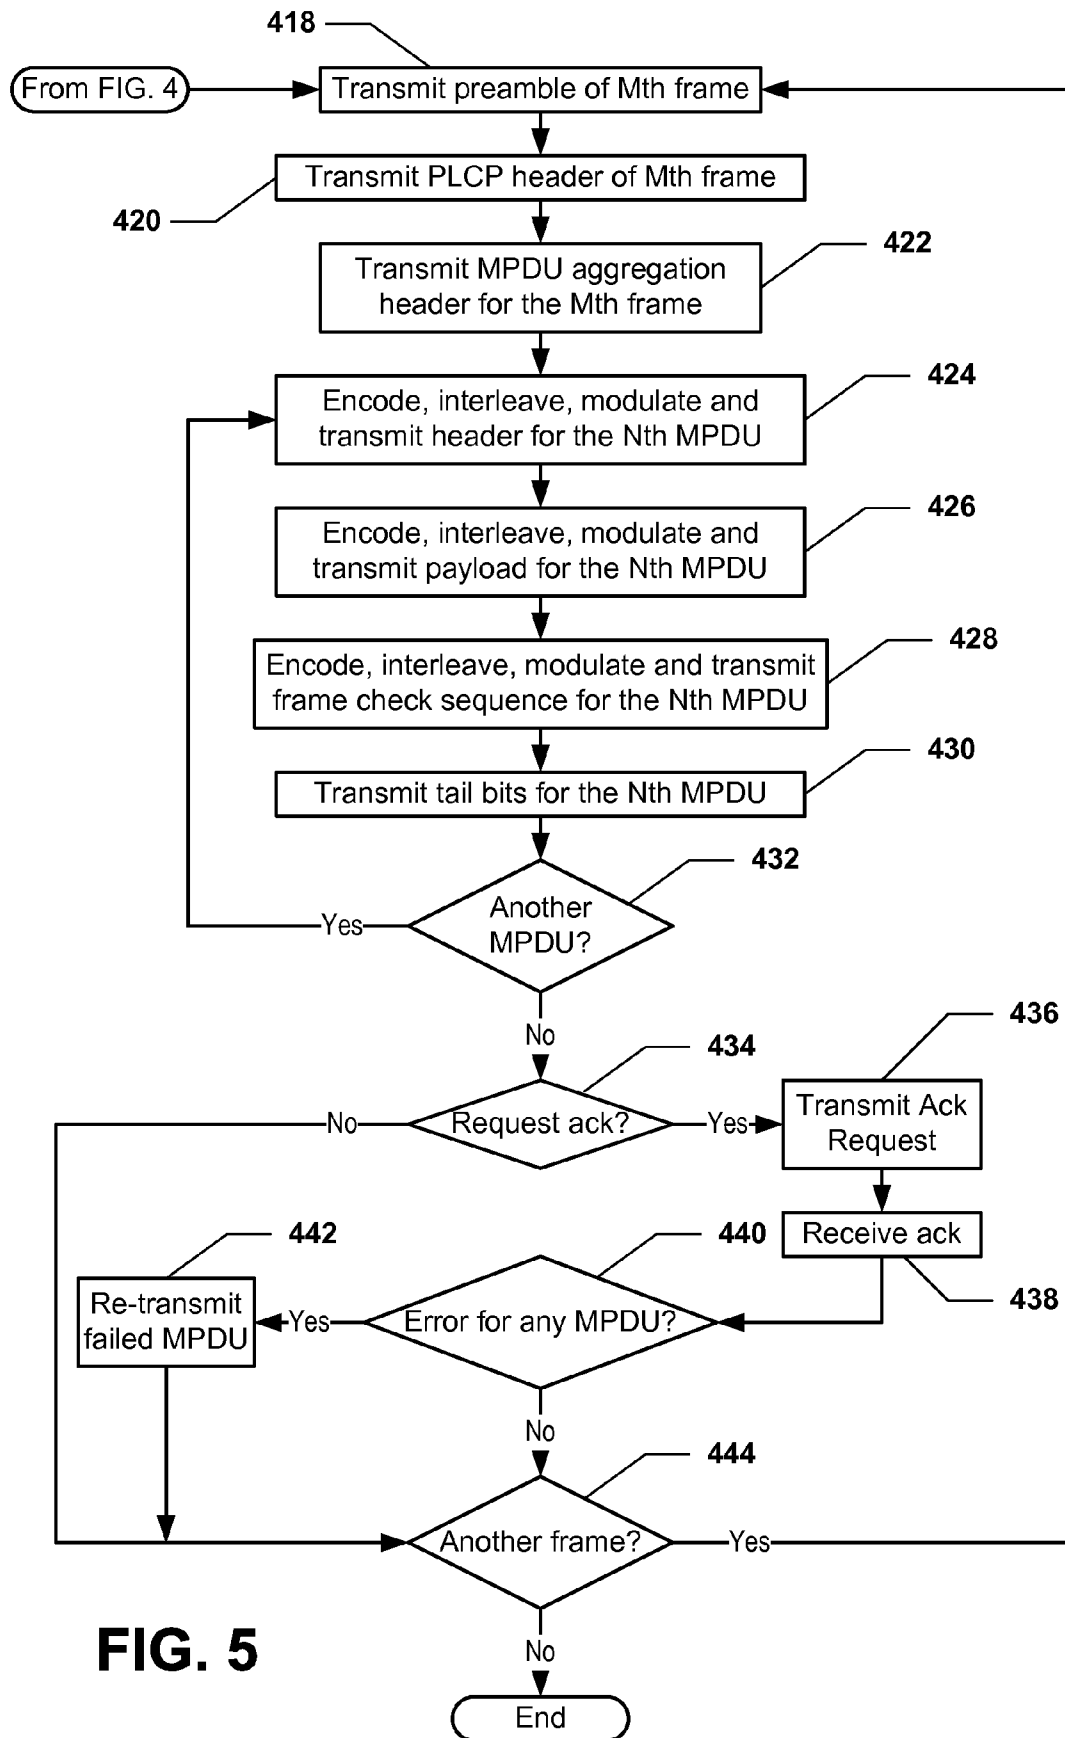 418
From FIG. 4
Transmit preamble of Mth frame
Transmit PLCP header of Mth frame
420
422
Transmit MPDU aggregation
header for the Mth frame
424
Encode, interleave, modulate and
transmit header for the Nth MPDU
426
Encode, interleave, modulate and
transmit payload for the Nth MPDU
428
Encode, interleave, modulate and transmit
frame check sequence for the Nth MPDU
430
Transmit tail bits for the Nth MPDU
432
Another
MPDU?
Yes
No
434
436
Request ack?
No
Yes
Transmit Ack
Request
Receive ack
438
440
442
Error for any MPDU?
Yes
Re-transmit
failed MPDU
No
444
Another frame?
Yes
No
FIG. 5
End